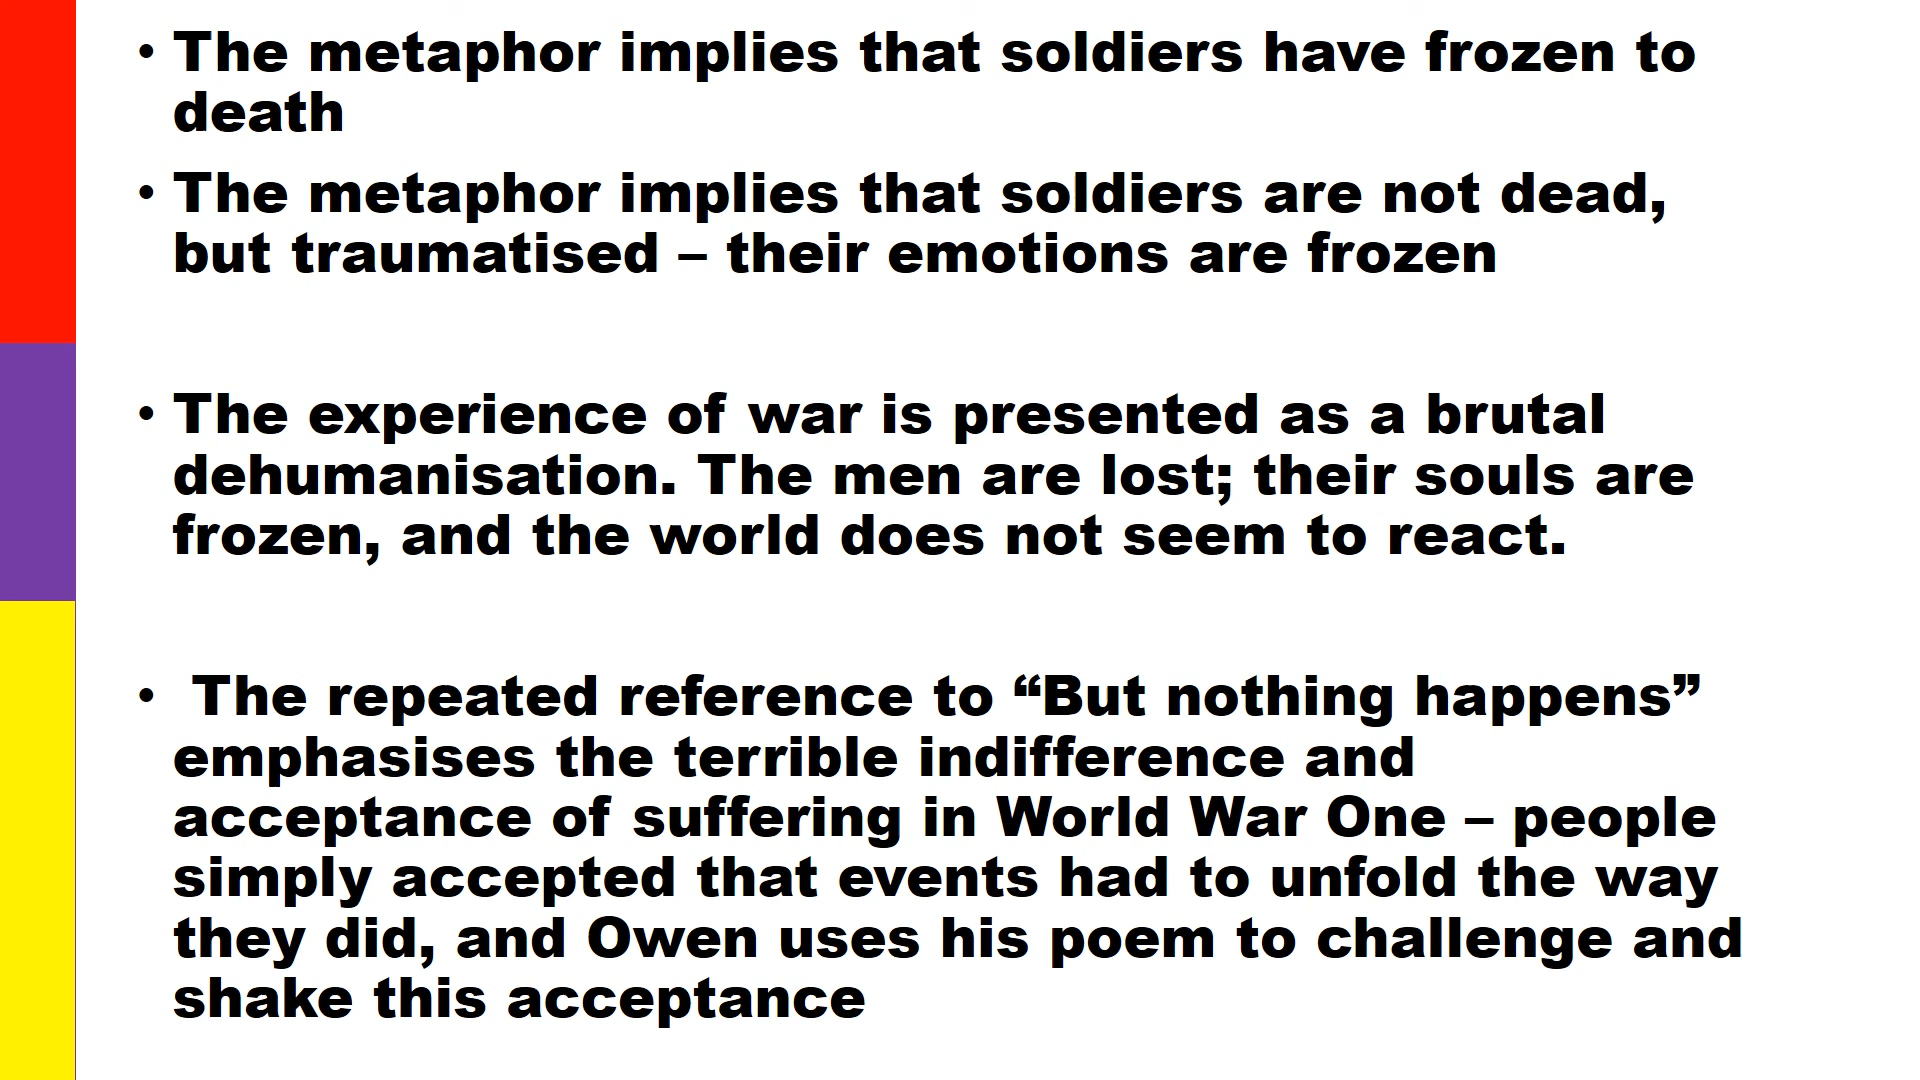 • The metaphor implies that soldiers have frozen to
death
• The metaphor implies that soldiers are not dead,
but traumatised – their emotions are frozen
• The experience of war is presented as a brutal
dehumanisation. The men are lost; their souls are
frozen, and the world does not seem to react.
• The repeated reference to “But nothing happens”
emphasises the terrible indifference and
acceptance of suffering in World War One – people
simply accepted that events had to unfold the way
they did, and Owen uses his poem to challenge and
shake this acceptance